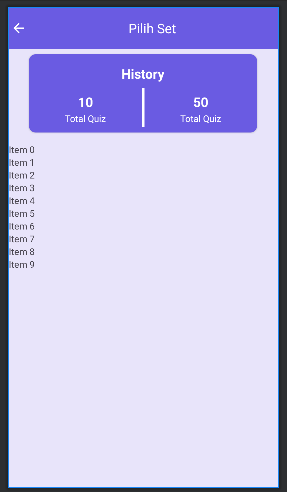 Pilih Set
History
10
50
Total Quiz
Total Quiz
Item 0
Item 1
Item 2
Item 3
Item 4
Item 5
Item 6
Item 7
Item 8
Item 9